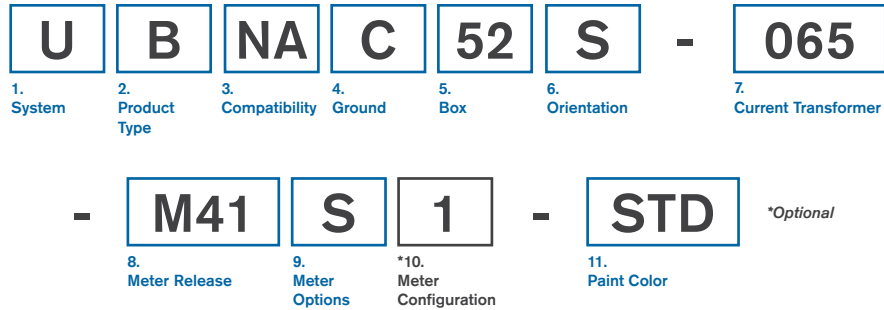 U B NA C 52 S - 065
1. 2. 3. 4. 5. 6. 7.
System Product Compatibility Ground Box Orientation Current Transformer
Type
- M41 S 1 - STD *Optional
8. 9. *10. 11.
Meter Release Meter Meter Paint Color
Options Configuration